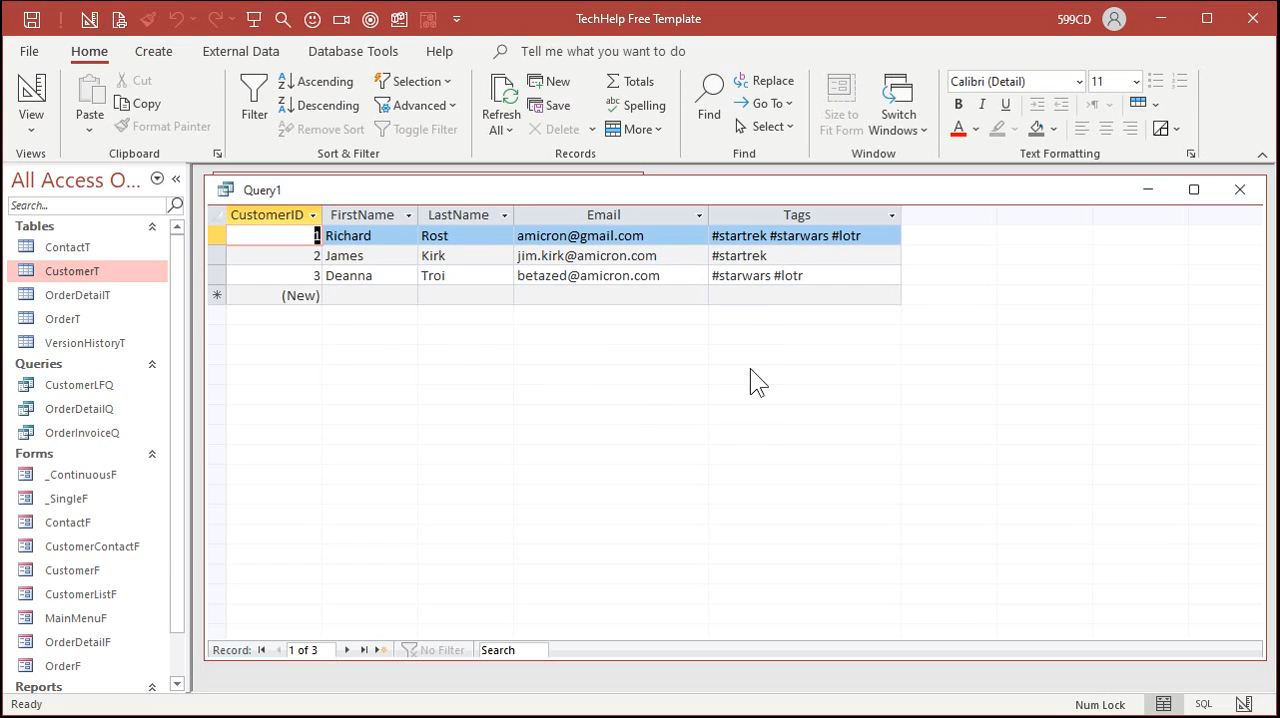 TechHelp Free Template
599CD
File Home Create External Data Database Tools Help Tell me what you want to do
View
Views
Paste
Cut
Copy
Format Painter
Clipboard
Filter
Ascending
Descending
Remove Sort
Selection
Advanced
Toggle Filter
Sort & Filter
Refresh
All
New
Save
Delete
Totals
Spelling
More
Records
Find
Replace
Go To
Select
Find
Size to
Fit Form
Switch
Windows
Window
Calibri (Detail) 11
B I U
A
Text Formatting
All Access O...
Search...
Tables
ContactT
CustomerT
OrderDetailT
OrderT
VersionHistoryT
Queries
CustomerLFQ
OrderDetailQ
OrderInvoiceQ
Forms
_ContinuousF
_SingleF
ContactF
CustomerContactF
CustomerF
CustomerListF
MainMenuF
OrderDetailF
OrderF
Reports
Query1
CustomerID FirstName LastName Email Tags
1 Richard Rost amicron@gmail.com #startrek #starwars #lotr
2 James Kirk jim.kirk@amicron.com #startrek
3 Deanna Troi betazed@amicron.com #starwars #lotr
(New)
Record: 1 of 3 No Filter Search
Ready
Num Lock
SQL